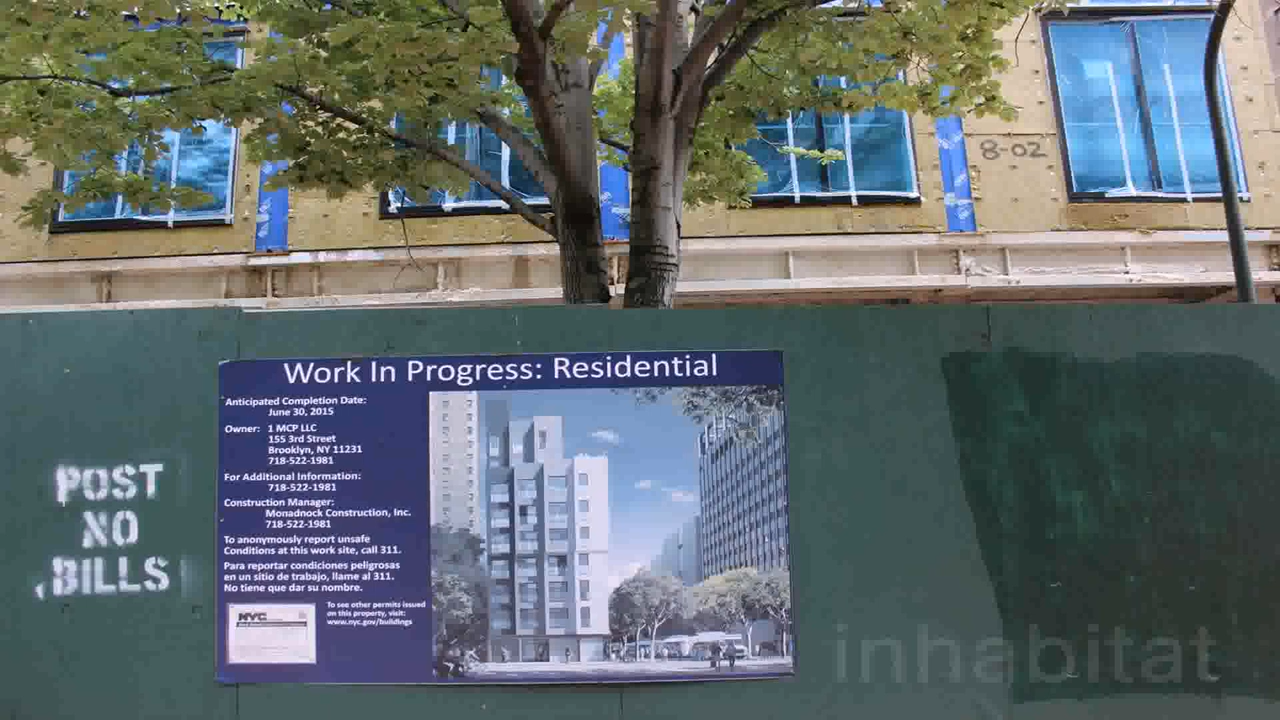 8-02
Work In Progress: Residential
Anticipated Completion Date:
June 30, 2015
Owner: 1 MCP LLC
155 3rd Street
Brooklyn, NY 11231
718-522-1981
For Additional Information:
718-522-1981
Construction Manager:
Monadnock Construction, Inc.
718-522-1981
To anonymously report unsafe
Conditions at this work site, call 311.
Para reportar condiciones peligrosas
en un sitio de trabajo, llame al 311.
No tiene que dar su nombre.
NYC
To see other permits issued
on this property, visit:
www.nyc.gov/buildings
POST
NO
BILLS
inhabitat